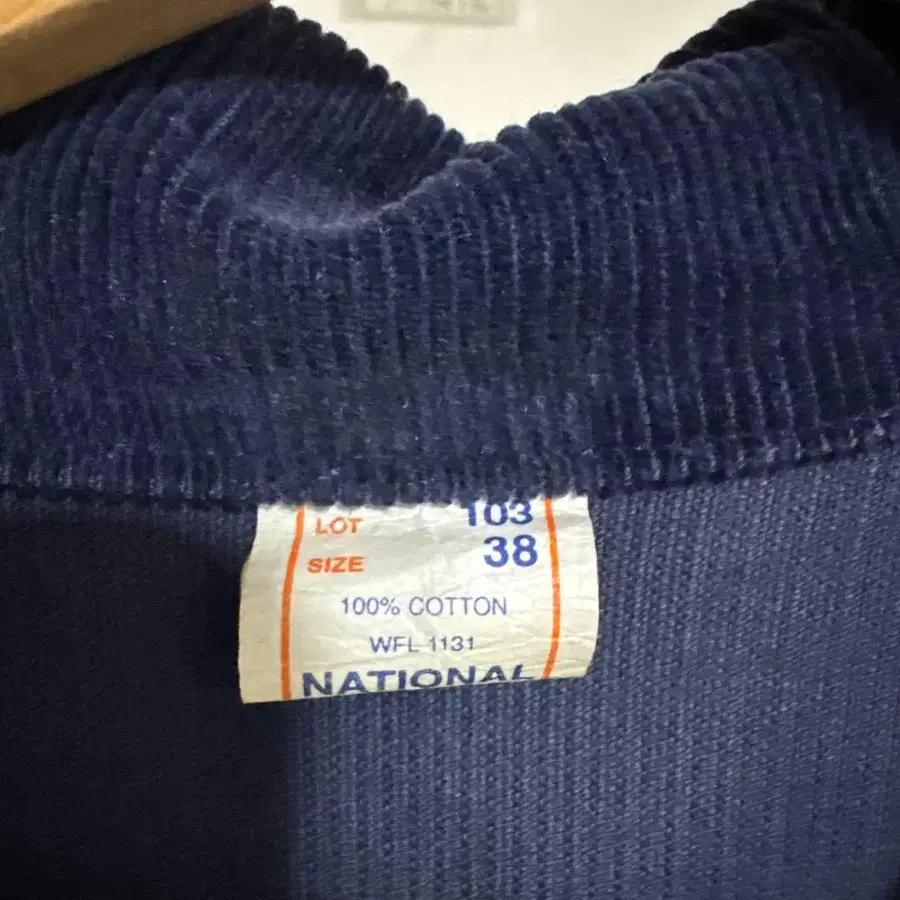 LOT 103
SIZE 38
100% COTTON
WFL 1131
NATIONAL